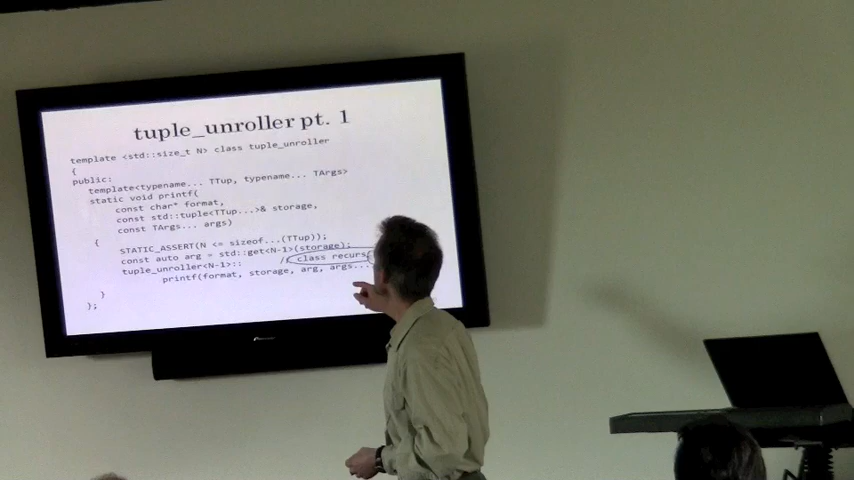 tuple_unroller pt. 1
template <std::size_t N> class tuple_unroller
{
public:
template<typename... TTup, typename... TArgs>
static void printf(
const char* format,
const std::tuple<TTup...>& storage,
const TArgs... args)
{
STATIC_ASSERT(N <= sizeof...(TTup));
const auto arg = std::get<N-1>(storage);
tuple_unroller<N-1>:: // class recurs
printf(format, storage, arg, args...
}
};